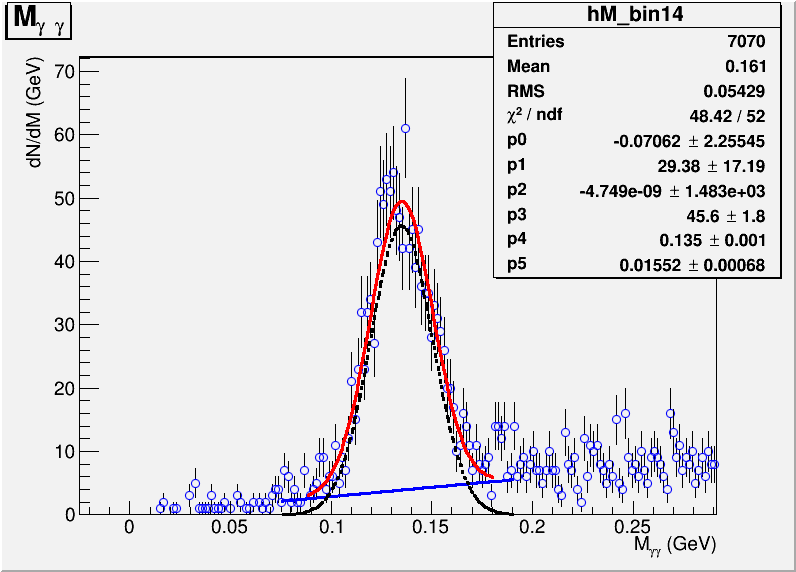 Mγ γ
hM_bin14
Entries 7070
Mean 0.161
RMS 0.05429
χ² / ndf 48.42 / 52
p0 -0.07062 ± 2.25545
p1 29.38 ± 17.19
p2 -4.749e-09 ± 1.483e+03
p3 45.6 ± 1.8
p4 0.135 ± 0.001
p5 0.01552 ± 0.00068
dN/dM (GeV)
70
60
50
40
30
20
10
0
0 0.05 0.1 0.15 0.2 0.25
Mγγ (GeV)